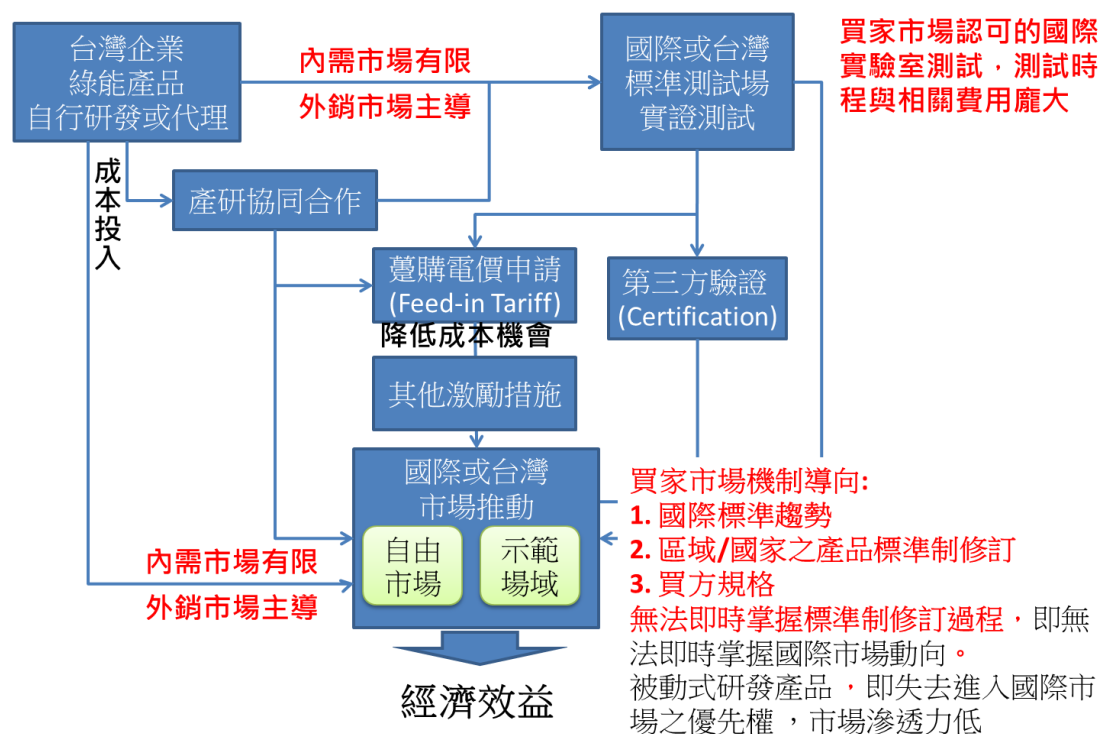 台灣企業
綠能產品
自行研發或代理
內需市場有限
外銷市場主導
國際或台灣
標準測試場
實證測試
買家市場認可的國際
實驗室測試，測試時
程與相關費用龐大
成
本
投
入
產研協同合作
躉購電價申請
(Feed-in Tariff)
降低成本機會
第三方驗證
(Certification)
其他激勵措施
國際或台灣
市場推動
自由
市場
示範
場域
內需市場有限
外銷市場主導
買家市場機制導向:
1. 國際標準趨勢
2. 區域/國家之產品標準制修訂
3. 買方規格
無法即時掌握標準制修訂過程，即無
法即時掌握國際市場動向。
被動式研發產品，即失去進入國際市
場之優先權，市場滲透力低
經濟效益